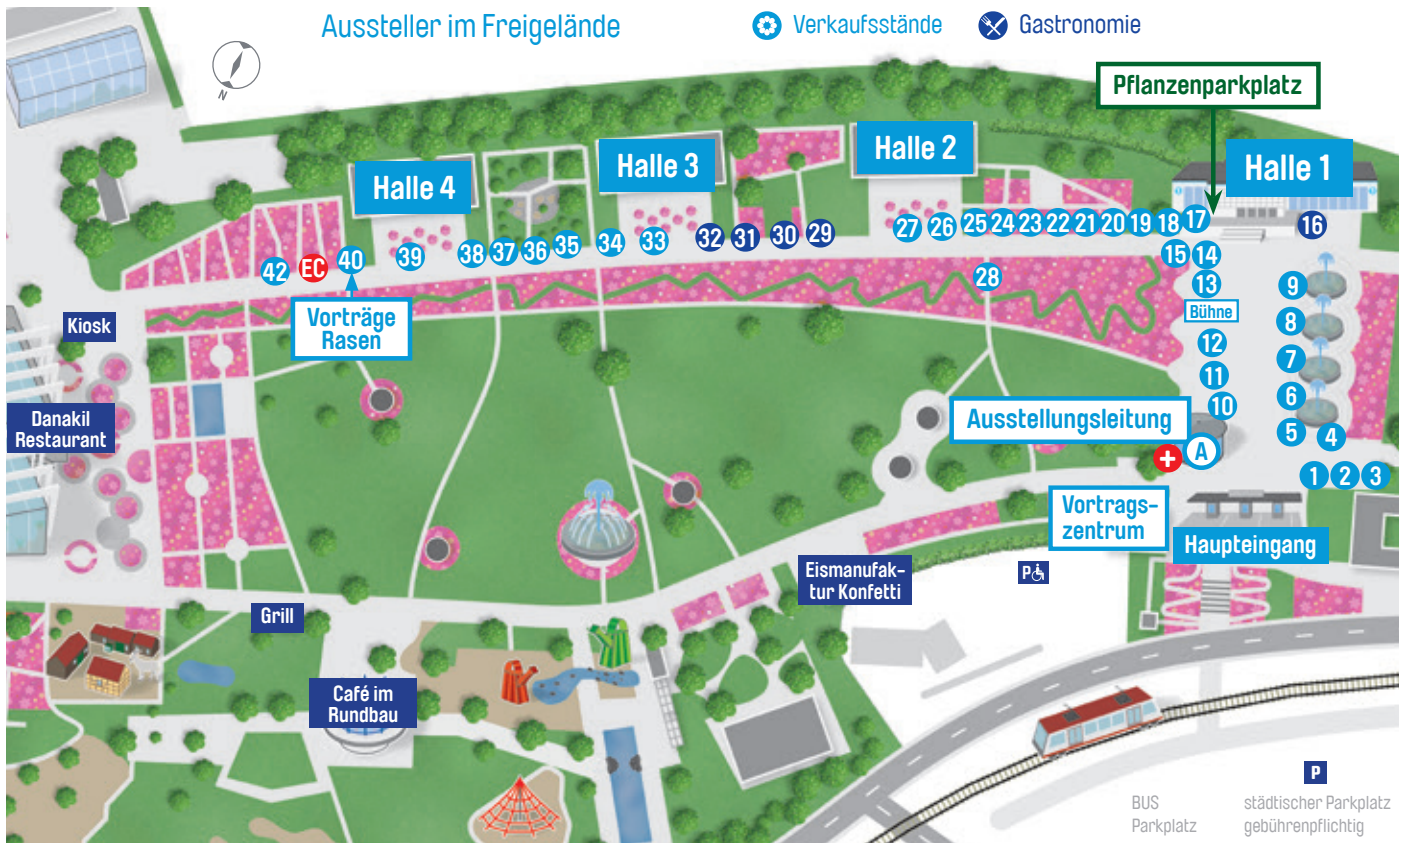 Aussteller im Freigelände
Verkaufsstände
Gastronomie
N
Pflanzenparkplatz
Halle 4
Halle 3
Halle 2
Halle 1
42
EC
40
39
38
37
36
35
34
33
32
31
30
29
27
26
25
24
23
22
21
20
19
18
17
16
15
14
13
28
9
Bühne
8
12
7
11
6
10
5
4
1
2
3
Vorträge
Rasen
Kiosk
Danakil
Restaurant
Ausstellungsleitung
A
Vortrags-
zentrum
Haupteingang
Eismanufak-
tur Konfetti
P
Grill
Café im
Rundbau
P
BUS
Parkplatz
städtischer Parkplatz
gebührenpflichtig